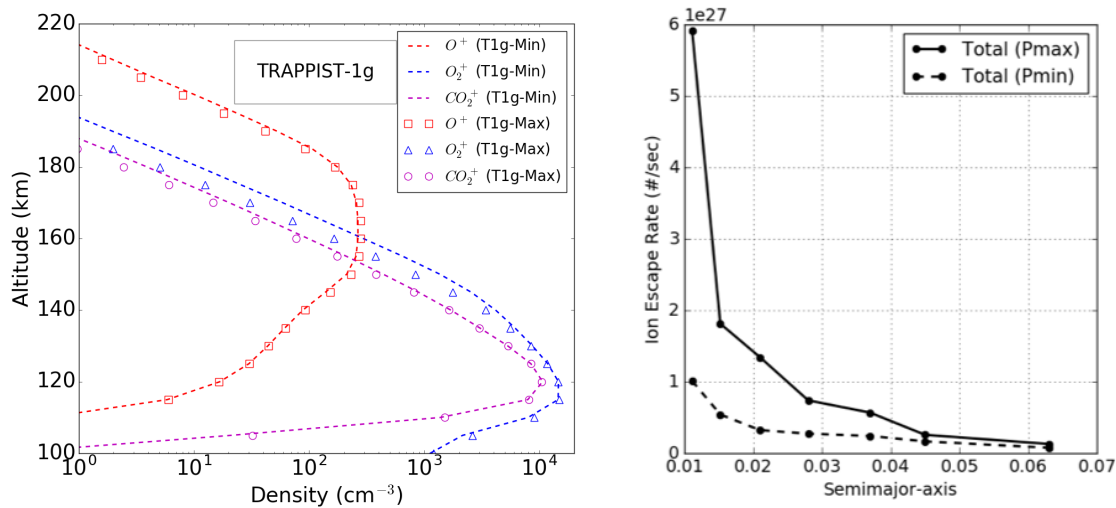 220
200
180
160
140
120
100
Altitude (km)
10^0
10^1
10^2
10^3
10^4
Density (cm^{-3})
TRAPPIST-1g
O^+ (T1g-Min)
O_2^+ (T1g-Min)
CO_2^+ (T1g-Min)
O^+ (T1g-Max)
O_2^+ (T1g-Max)
CO_2^+ (T1g-Max)
1e27
6
5
4
3
2
1
0
Ion Escape Rate (#/sec)
Total (Pmax)
Total (Pmin)
0.01
0.02
0.03
0.04
0.05
0.06
0.07
Semimajor-axis